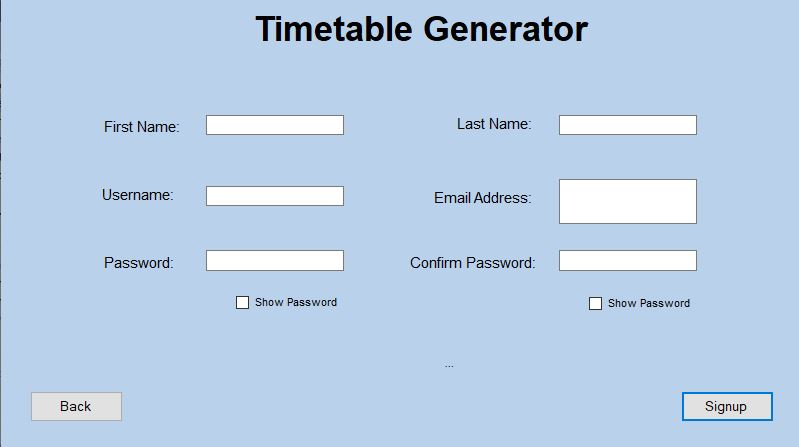 Timetable Generator
First Name:
Last Name:
Username:
Email Address:
Password:
Confirm Password:
Show Password
Show Password
...
Back
Signup